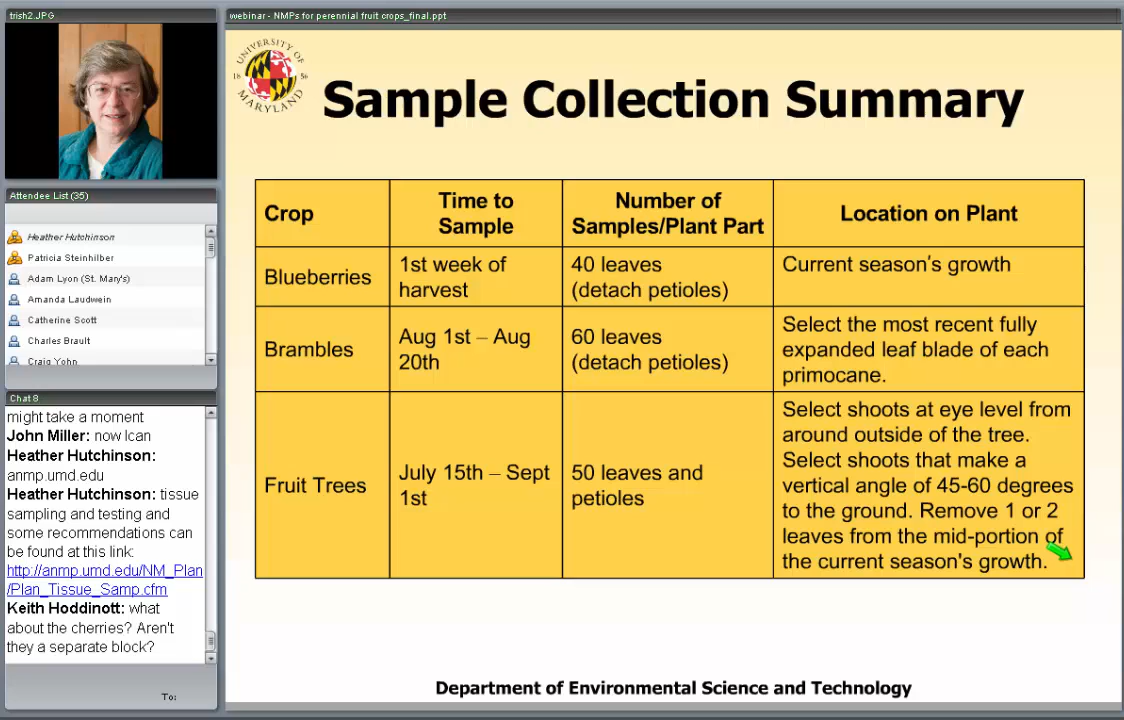 trish2.JPG
webinar - NMPs for perennial fruit crops_final.ppt
Attendee List (35)
Heather Hutchinson
Patricia Steinhilber
Adam Lyon (St. Mary's)
Amanda Laudwein
Catherine Scott
Charles Brault
Craig Yohn
Chat 8
might take a moment
John Miller: now Ican
Heather Hutchinson:
anmp.umd.edu
Heather Hutchinson: tissue
sampling and testing and
some recommendations can
be found at this link:
http://anmp.umd.edu/NM_Plan
/Plan_Tissue_Samp.cfm
Keith Hoddinott: what
about the cherries? Aren't
they a separate block?
To:
UNIVERSITY OF
18 56
MARYLAND
Sample Collection Summary
Crop
Time to
Sample
Number of
Samples/Plant Part
Location on Plant
Blueberries
1st week of
harvest
40 leaves
(detach petioles)
Current season's growth
Brambles
Aug 1st – Aug
20th
60 leaves
(detach petioles)
Select the most recent fully
expanded leaf blade of each
primocane.
Fruit Trees
July 15th – Sept
1st
50 leaves and
petioles
Select shoots at eye level from
around outside of the tree.
Select shoots that make a
vertical angle of 45-60 degrees
to the ground. Remove 1 or 2
leaves from the mid-portion of
the current season's growth.
Department of Environmental Science and Technology